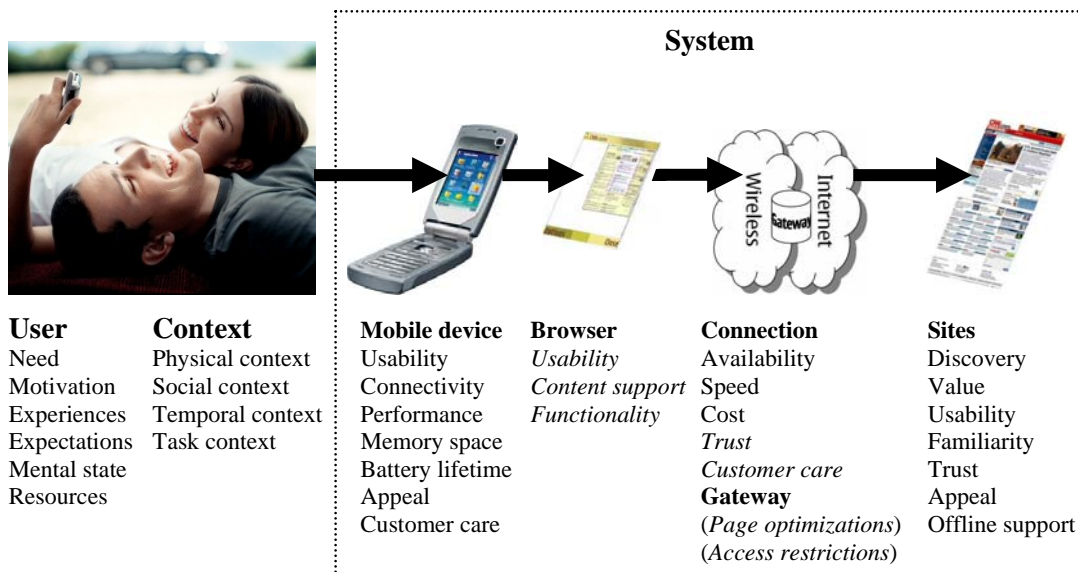 System
Wireless
Gateway
Internet
User
Need
Motivation
Experiences
Expectations
Mental state
Resources
Context
Physical context
Social context
Temporal context
Task context
Mobile device
Usability
Connectivity
Performance
Memory space
Battery lifetime
Appeal
Customer care
Browser
Usability
Content support
Functionality
Connection
Availability
Speed
Cost
Trust
Customer care
Gateway
(Page optimizations)
(Access restrictions)
Sites
Discovery
Value
Usability
Familiarity
Trust
Appeal
Offline support